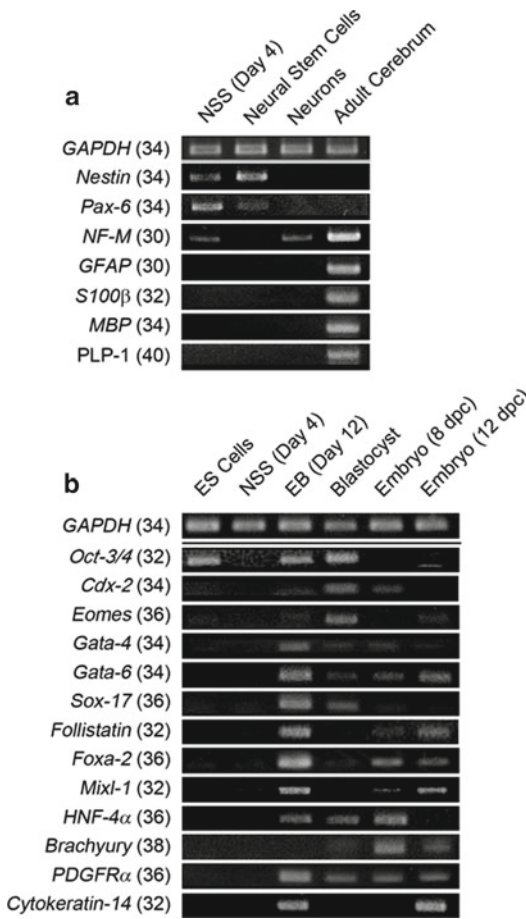 a
NSS (Day 4)
Neural Stem Cells
Neurons
Adult Cerebrum
GAPDH (34)
Nestin (34)
Pax-6 (34)
NF-M (30)
GFAP (30)
S100β (32)
MBP (34)
PLP-1 (40)
b
ES Cells
NSS (Day 4)
EB (Day 12)
Blastocyst
Embryo (8 dpc)
Embryo (12 dpc)
GAPDH (34)
Oct-3/4 (32)
Cdx-2 (34)
Eomes (36)
Gata-4 (34)
Gata-6 (34)
Sox-17 (36)
Follistatin (32)
Foxa-2 (36)
Mixl-1 (32)
HNF-4α (36)
Brachyury (38)
PDGFRα (36)
Cytokeratin-14 (32)